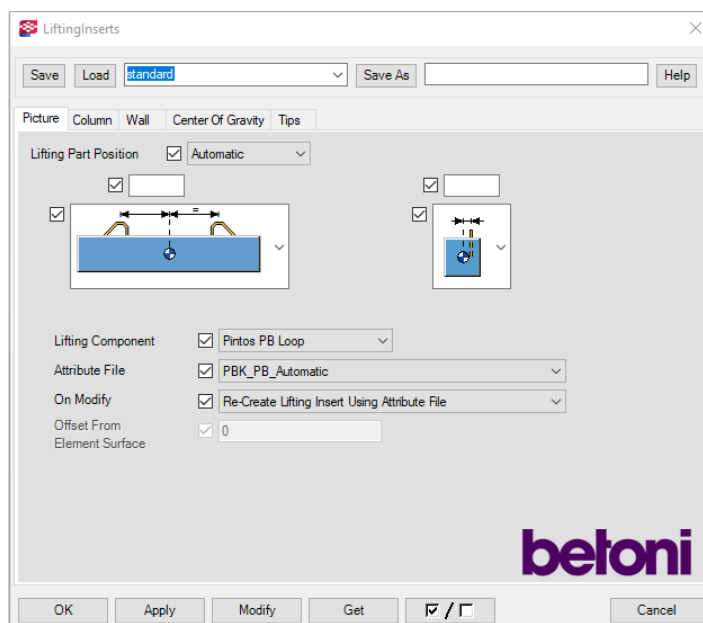 LiftingInserts
Save Load standard Save As Help
Picture Column Wall Center Of Gravity Tips
Lifting Part Position Automatic
=
Lifting Component Pintos PB Loop
Attribute File PBK_PB_Automatic
On Modify Re-Create Lifting Insert Using Attribute File
Offset From
Element Surface 0
betoni
OK Apply Modify Get / Cancel